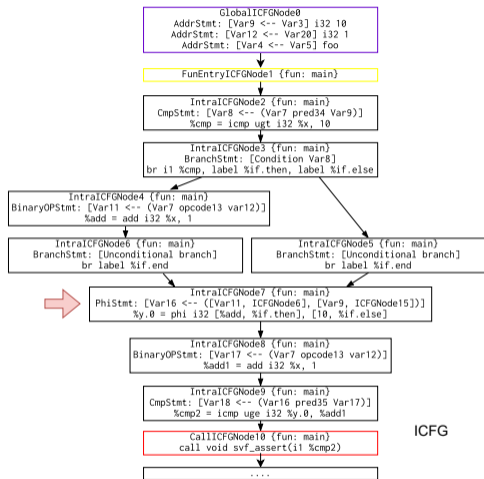 GlobalICFGNode0
AddrStmt: [Var9 <-- Var3] i32 10
AddrStmt: [Var12 <-- Var20] i32 1
AddrStmt: [Var4 <-- Var5] foo
FunEntryICFGNode1 {fun: main}
IntraICFGNode2 {fun: main}
CmpStmt: [Var8 <-- (Var7 pred34 Var9)]
%cmp = icmp ugt i32 %x, 10
IntraICFGNode3 {fun: main}
BranchStmt: [Condition Var8]
br i1 %cmp, label %if.then, label %if.else
IntraICFGNode4 {fun: main}
BinaryOPStmt: [Var11 <-- (Var7 opcode13 var12)]
%add = add i32 %x, 1
IntraICFGNode6 {fun: main}
BranchStmt: [Unconditional branch]
br label %if.end
IntraICFGNode5 {fun: main}
BranchStmt: [Unconditional branch]
br label %if.end
IntraICFGNode7 {fun: main}
PhiStmt: [Var16 <-- ([Var11, ICFGNode6], [Var9, ICFGNode15])]
%y.0 = phi i32 [%add, %if.then], [10, %if.else]
IntraICFGNode8 {fun: main}
BinaryOPStmt: [Var17 <-- (Var7 opcode13 var12)]
%add1 = add i32 %x, 1
IntraICFGNode9 {fun: main}
CmpStmt: [Var18 <-- (Var16 pred35 Var17)]
%cmp2 = icmp uge i32 %y.0, %add1
CallICFGNode10 {fun: main}
call void svf_assert(i1 %cmp2)
ICFG
....